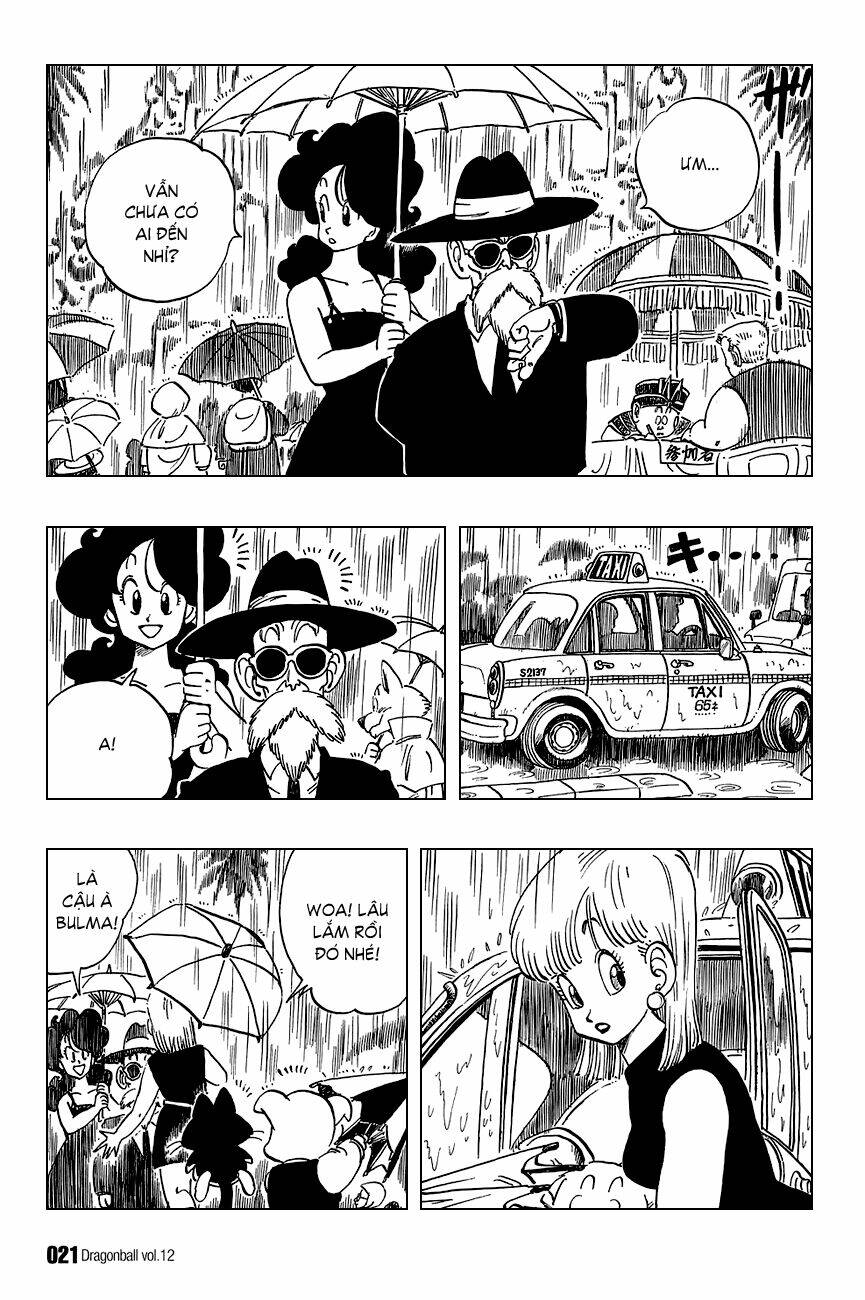 ƯM...
VẪN
CHƯA CÓ
AI ĐẾN
NHỈ?
TAXI
キ
S2137
TAXI
A!
WOA! LÂU
LẮM RỒI
ĐÓ NHÉ!
LÀ
CẬU À
BULMA!
021 Dragonball vol.12